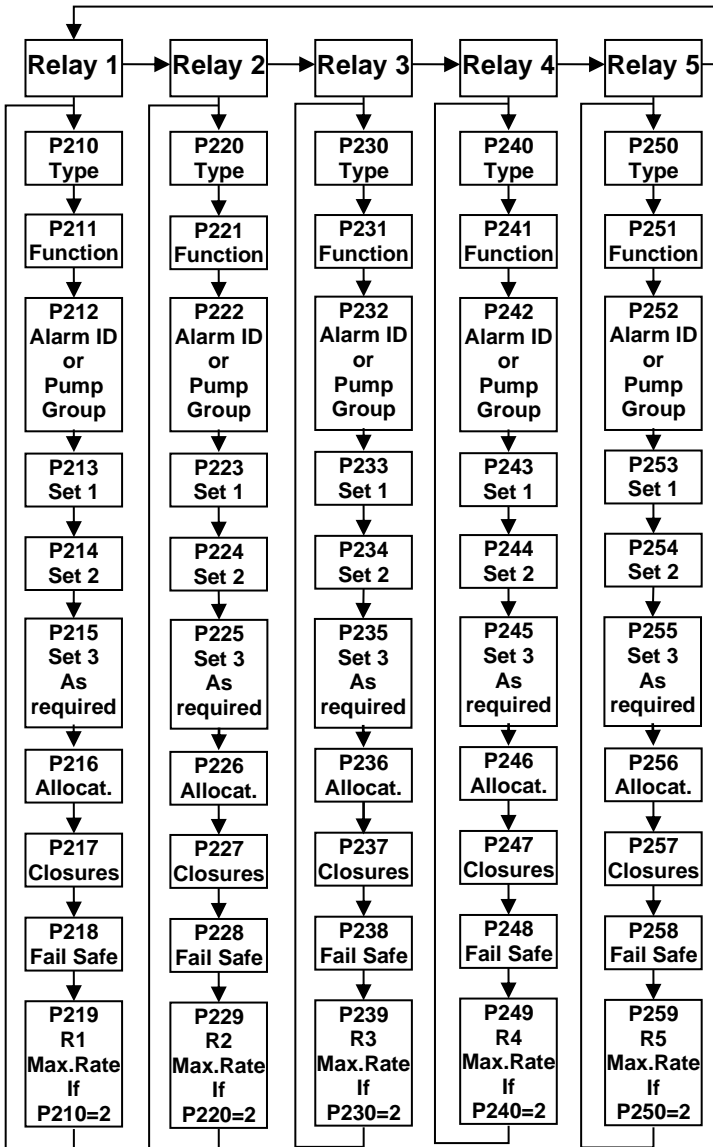 Relay 1
Relay 2
Relay 3
Relay 4
Relay 5
P210
Type
P211
Function
P212
Alarm ID
or
Pump
Group
P213
Set 1
P214
Set 2
P215
Set 3
As
required
P216
Allocat.
P217
Closures
P218
Fail Safe
P219
R1
Max.Rate
If
P210=2
P220
Type
P221
Function
P222
Alarm ID
or
Pump
Group
P223
Set 1
P224
Set 2
P225
Set 3
As
required
P226
Allocat.
P227
Closures
P228
Fail Safe
P229
R2
Max.Rate
If
P220=2
P230
Type
P231
Function
P232
Alarm ID
or
Pump
Group
P233
Set 1
P234
Set 2
P235
Set 3
As
required
P236
Allocat.
P237
Closures
P238
Fail Safe
P239
R3
Max.Rate
If
P230=2
P240
Type
P241
Function
P242
Alarm ID
or
Pump
Group
P243
Set 1
P244
Set 2
P245
Set 3
As
required
P246
Allocat.
P247
Closures
P248
Fail Safe
P249
R4
Max.Rate
If
P240=2
P250
Type
P251
Function
P252
Alarm ID
or
Pump
Group
P253
Set 1
P254
Set 2
P255
Set 3
As
required
P256
Allocat.
P257
Closures
P258
Fail Safe
P259
R5
Max.Rate
If
P250=2